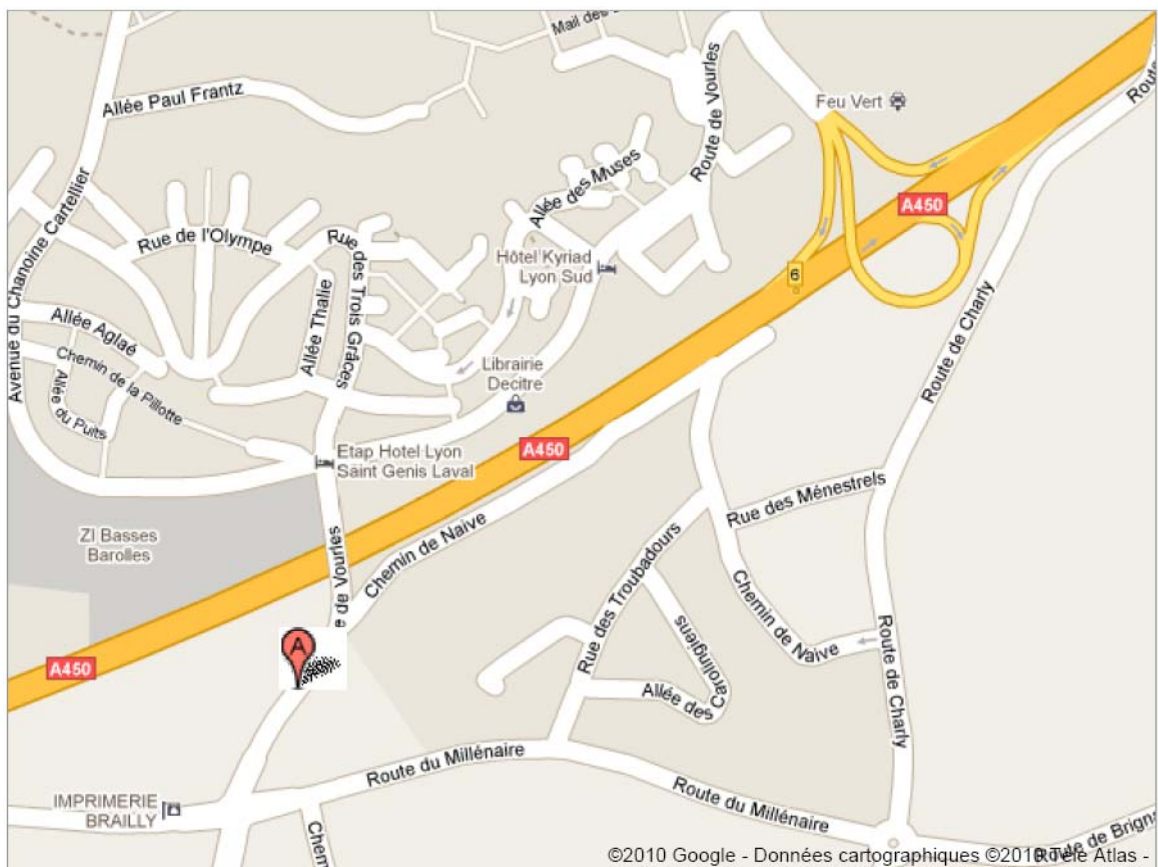 Mail des
Allée Paul Frantz
Route de Vourles
Feu Vert
Route
Avenue du Chanoine Cartellier
Allée des Muses
A450
Rue de l'Olympe
Rue des Trois Grâces
Hôtel Kyriad
Lyon Sud
6
Allée Thalie
Allée Aglaé
Chemin de la Pillotte
Allée du Puits
Librairie
Decitre
Route de Charly
A450
Etap Hotel Lyon
Saint Genis Laval
Rue des Ménestrels
ZI Basses
Barolles
e de Vourles
Chemin de Naive
Rue des Troubadours
Chemin de Naive
Carolingiens
Allée des
Route de Charly
A
A450
Route du Millénaire
IMPRIMERIE
BRAILLY
Route du Millénaire
Chem
Route de Brigna
©2010 Google - Données cartographiques ©2010 Tele Atlas -